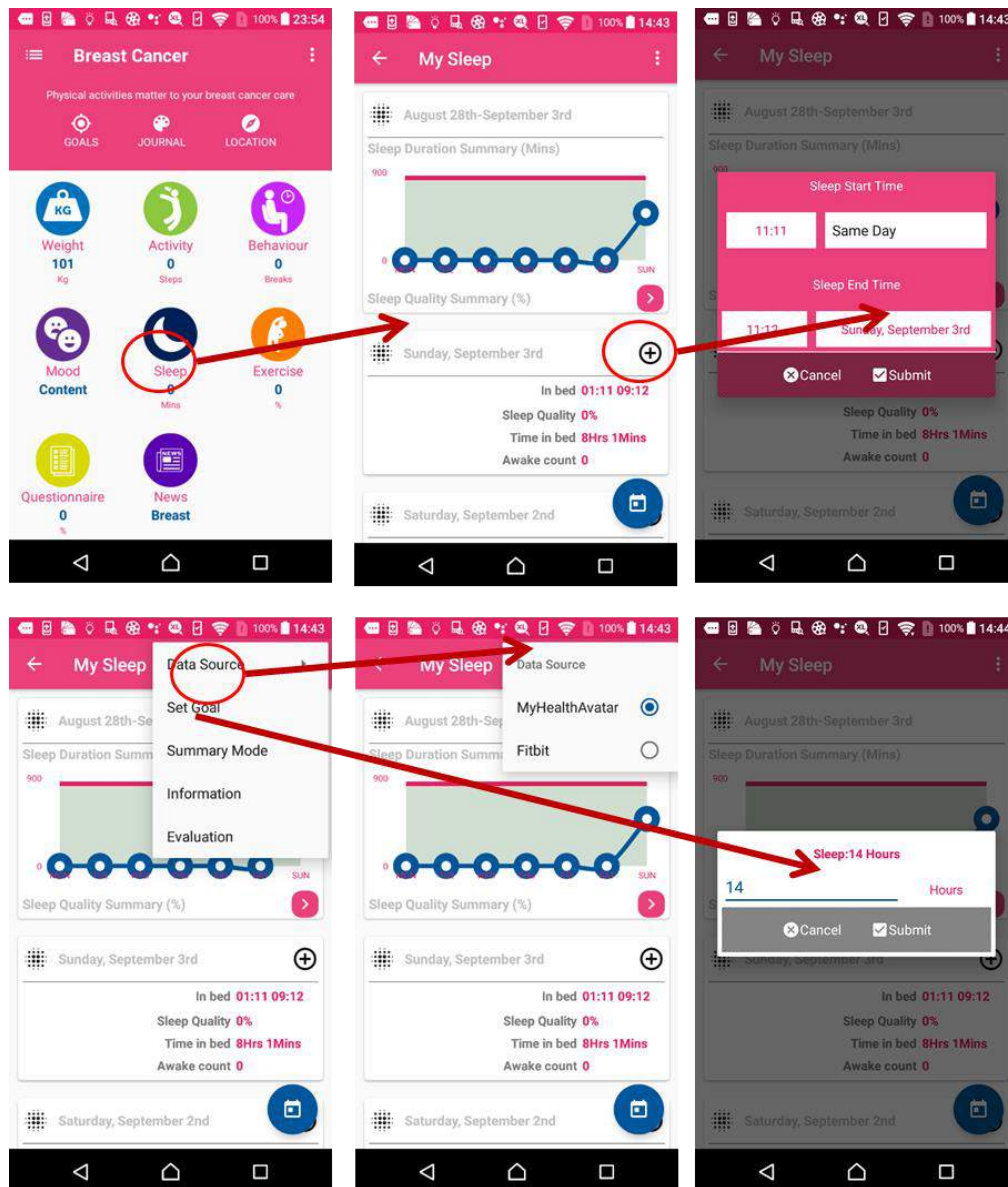 100% 23:54
Breast Cancer
Physical activities matter to your breast cancer care
GOALS JOURNAL LOCATION
KG
Weight Activity Behaviour
101 0 0
Kg Steps Breaks
Mood Sleep Exercise
Content 0 0
Mins %
NEWS
Questionnaire News
0 Breast
%
XL
100% 14:43
My Sleep
August 28th-September 3rd
Sleep Duration Summary (Mins)
900
0
SUN
Sleep Quality Summary (%)
Sunday, September 3rd
In bed 01:11 09:12
Sleep Quality 0%
Time in bed 8Hrs 1Mins
Awake count 0
Saturday, September 2nd
100% 14:43
My Sleep
August 28th-September 3rd
Sleep Duration Summary (Mins)
900
Sleep Start Time
11:11 Same Day
Sleep End Time
11:12 Sunday, September 3rd
Cancel Submit
Sleep Quality 0%
Time in bed 8Hrs 1Mins
Awake count 0
Saturday, September 2nd
100% 14:43
My Sleep
Data Source
Set Goal
Summary Mode
Information
Evaluation
August 28th-Se
Sleep Duration Summ
900
0
SUN
Sleep Quality Summary (%)
Sunday, September 3rd
In bed 01:11 09:12
Sleep Quality 0%
Time in bed 8Hrs 1Mins
Awake count 0
Saturday, September 2nd
100% 14:43
My Sleep
Data Source
MyHealthAvatar
Fitbit
August 28th-Sep
Sleep Duration Summa
900
0
SUN
Sleep Quality Summary (%)
Sunday, September 3rd
In bed 01:11 09:12
Sleep Quality 0%
Time in bed 8Hrs 1Mins
Awake count 0
Saturday, September 2nd
100% 14:44
My Sleep
August 28th-September 3rd
Sleep Duration Summary (Mins)
900
Sleep:14 Hours
14 Hours
Cancel Submit
Sunday, September 3rd
In bed 01:11 09:12
Sleep Quality 0%
Time in bed 8Hrs 1Mins
Awake count 0
Saturday, September 2nd